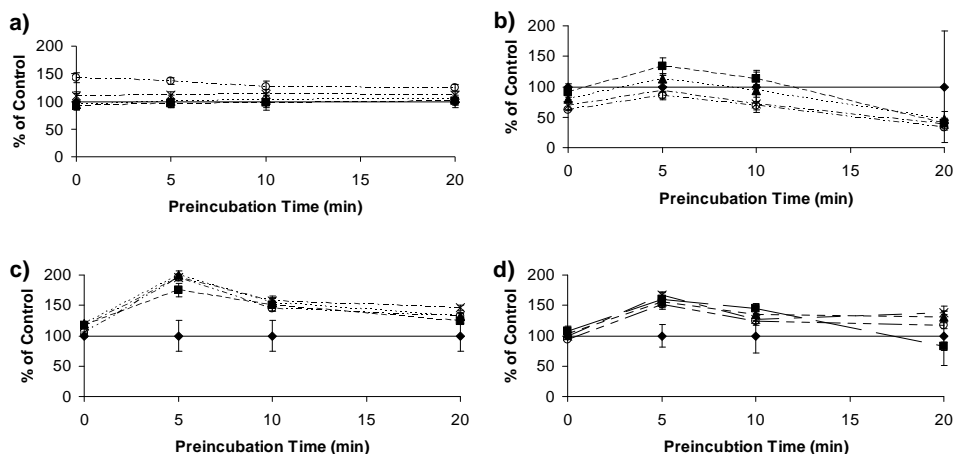 a)
% of Control
200
150
100
50
0
0 5 10 15 20
Preincubation Time (min)
b)
% of Control
200
150
100
50
0
0 5 10 15 20
Preincubation Time (min)
c)
% of Control
200
150
100
50
0
0 5 10 15 20
Preincubation Time (min)
d)
% of Control
200
150
100
50
0
0 5 10 15 20
Preincubtion Time (min)